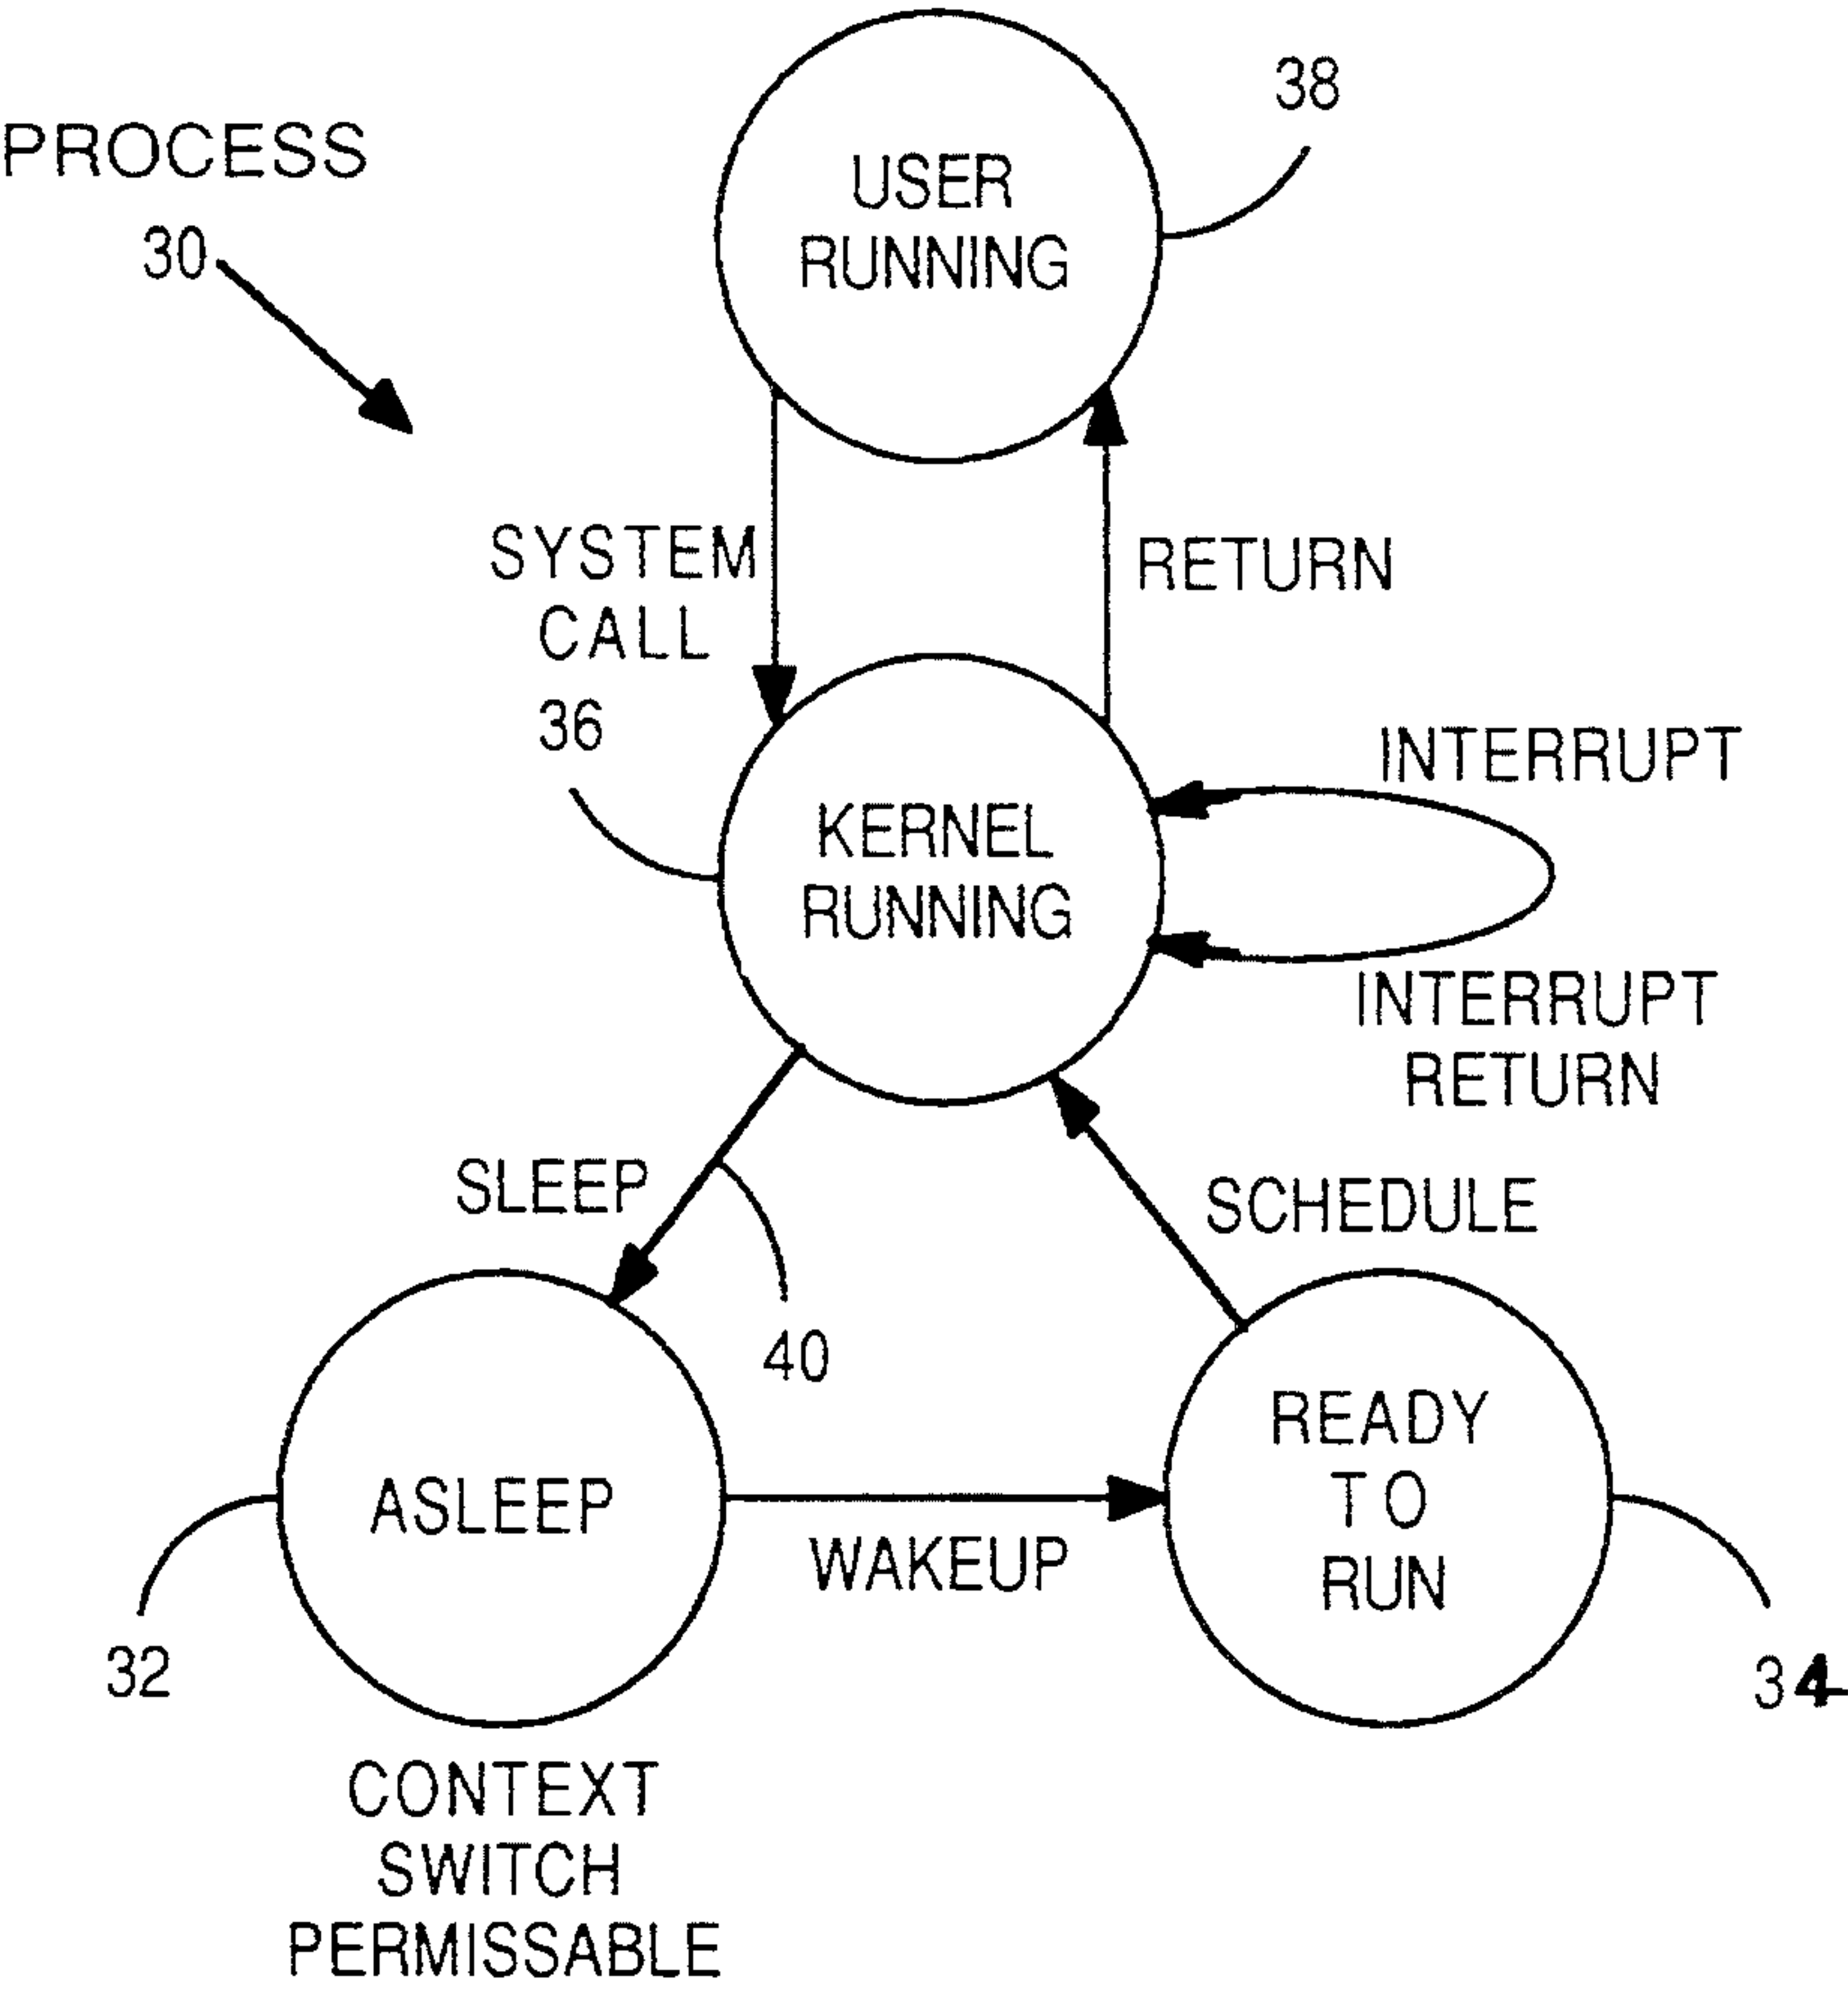 38
PROCESS
30
USER
RUNNING
SYSTEM
CALL
RETURN
36
INTERRUPT
KERNEL
RUNNING
INTERRUPT
RETURN
SLEEP
SCHEDULE
40
READY
TO
RUN
ASLEEP
WAKEUP
32
34
CONTEXT
SWITCH
PERMISSABLE